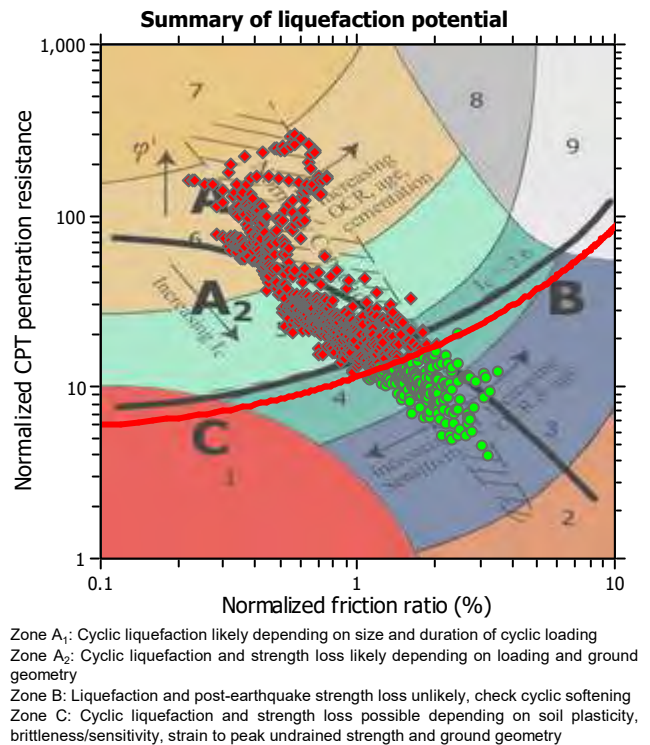 Summary of liquefaction potential
1,000
100
10
1
0.1
1
10
Normalized CPT penetration resistance
Normalized friction ratio (%)
7
8
9
φ'
A
6
increasing
OCR, age,
cementation
Ic = 2.6
A2
Increasing Ic
B
4
C
1
3
2
Zone A1: Cyclic liquefaction likely depending on size and duration of cyclic loading
Zone A2: Cyclic liquefaction and strength loss likely depending on loading and ground
geometry
Zone B: Liquefaction and post-earthquake strength loss unlikely, check cyclic softening
Zone C: Cyclic liquefaction and strength loss possible depending on soil plasticity,
brittleness/sensitivity, strain to peak undrained strength and ground geometry